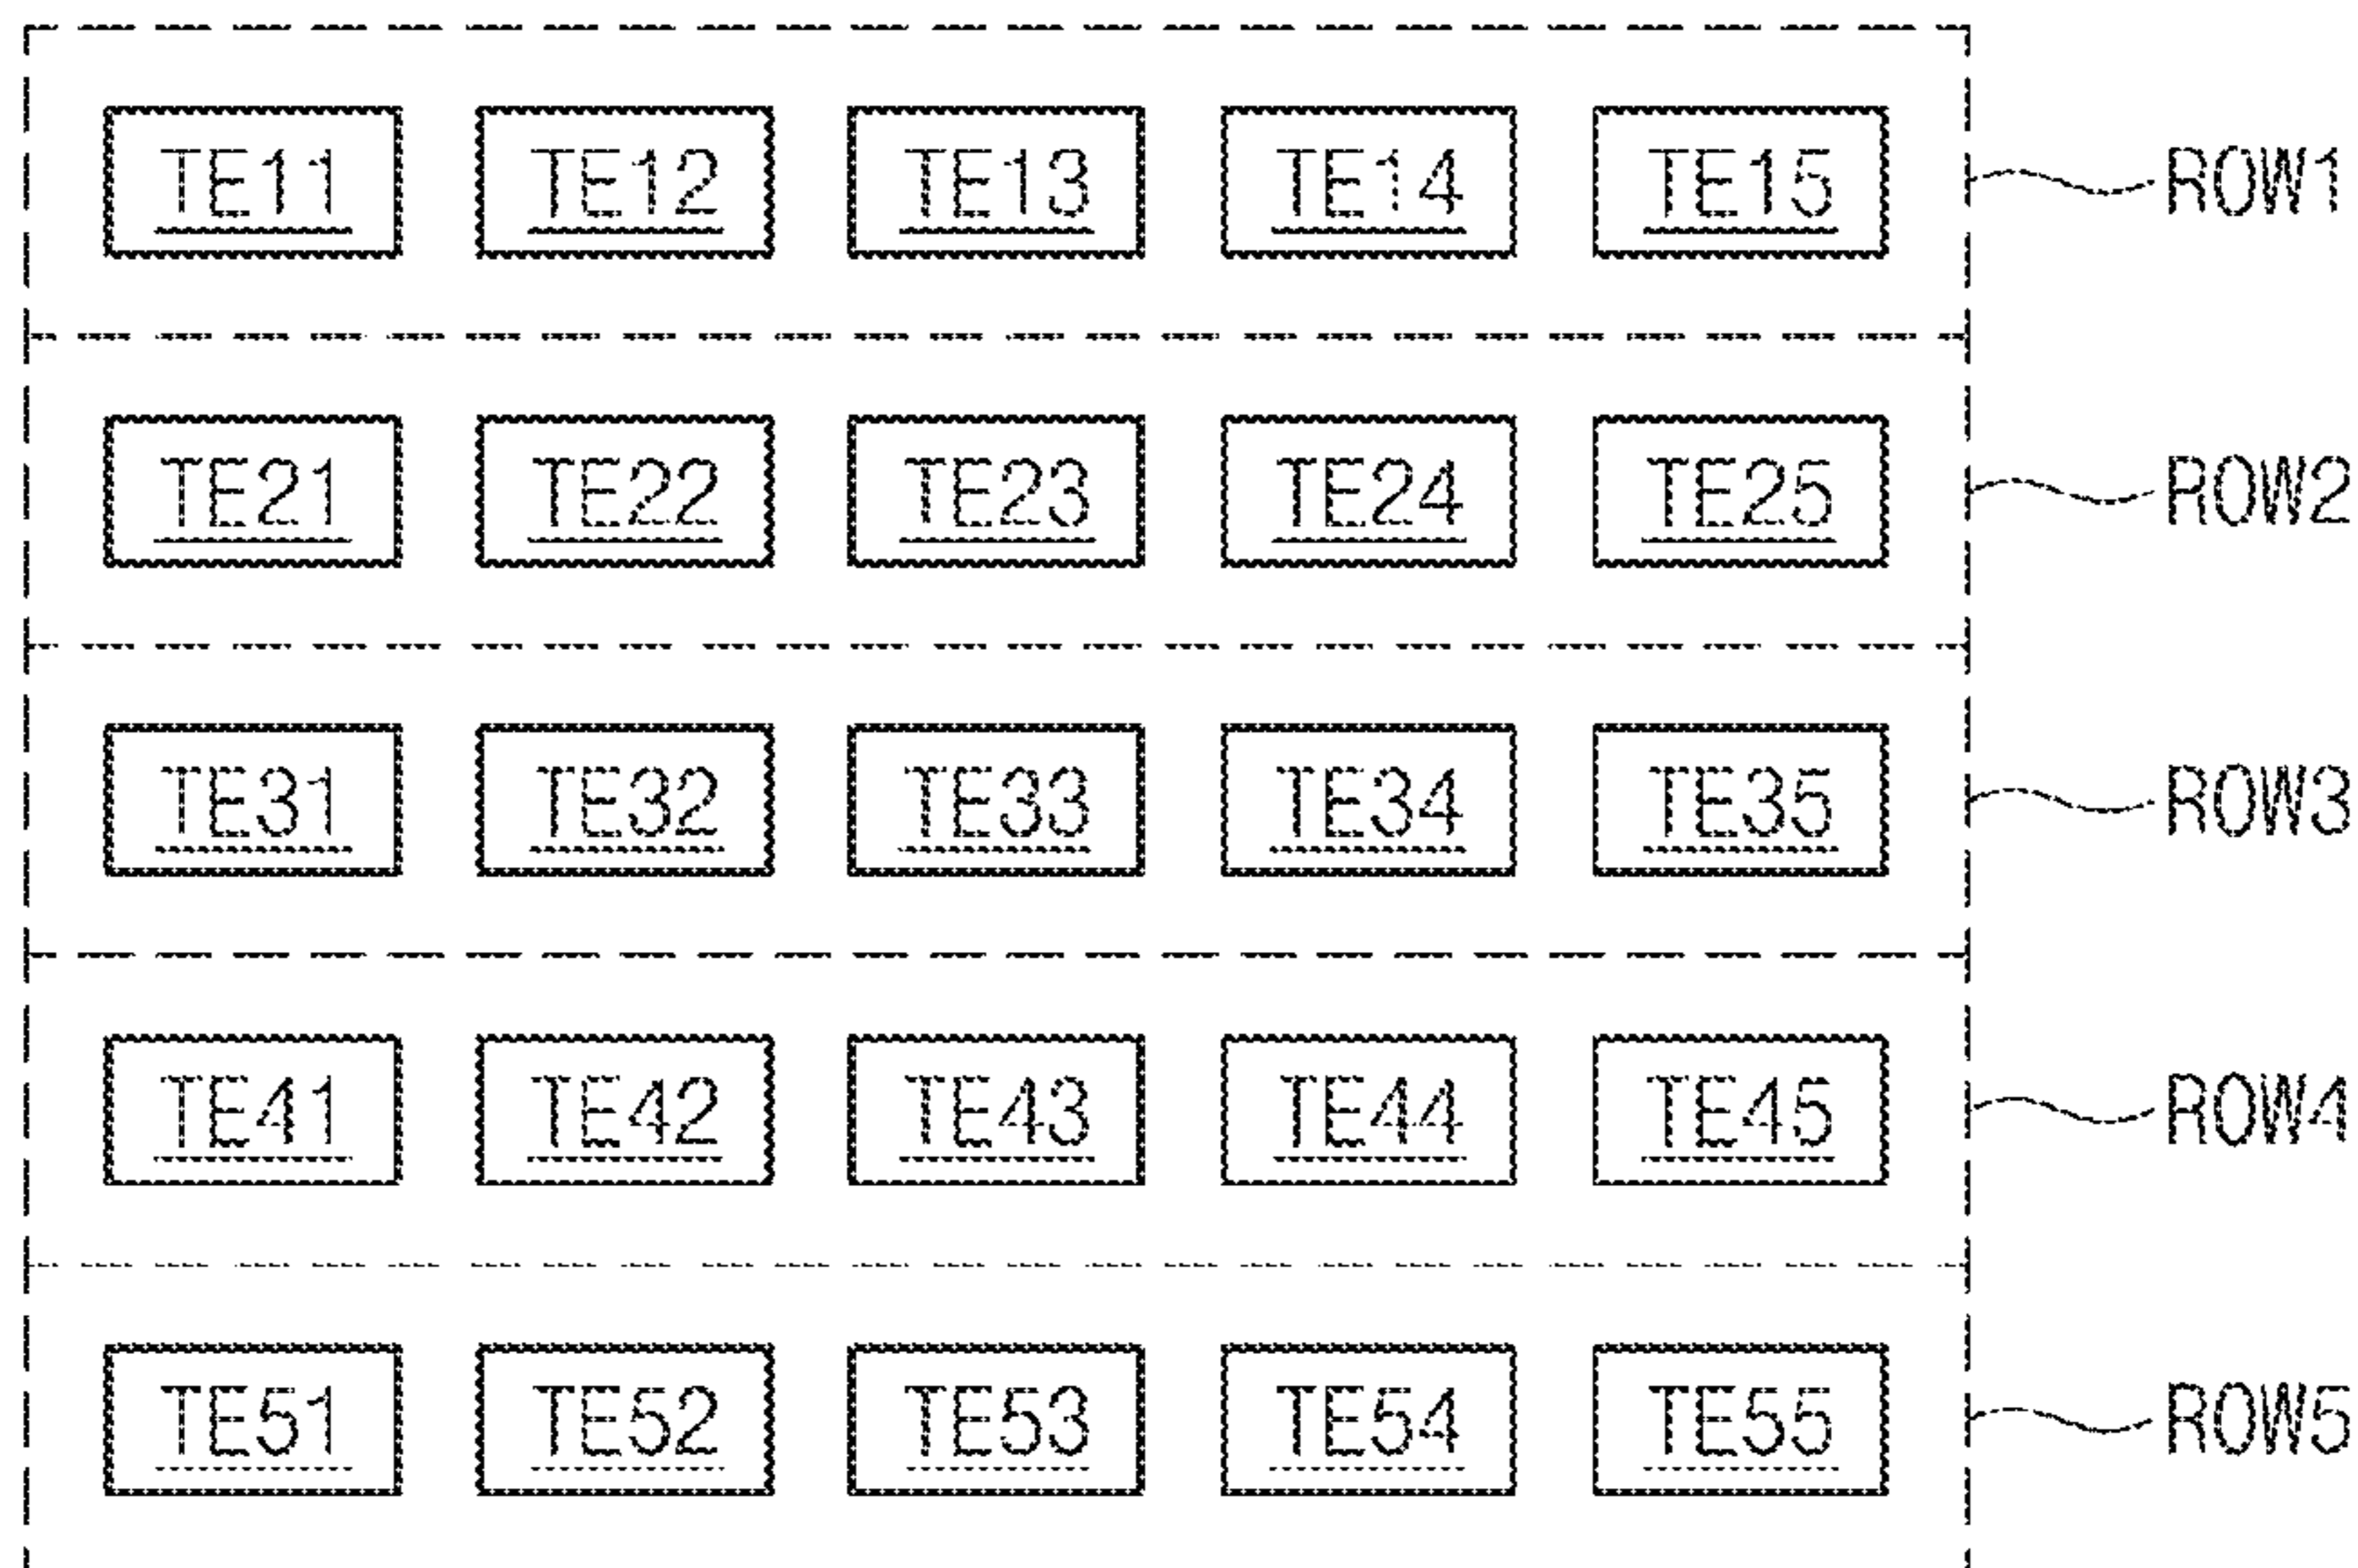 TE11 TE12 TE13 TE14 TE15 ROW1
TE21 TE22 TE23 TE24 TE25 ROW2
TE31 TE32 TE33 TE34 TE35 ROW3
TE41 TE42 TE43 TE44 TE45 ROW4
TE51 TE52 TE53 TE54 TE55 ROW5